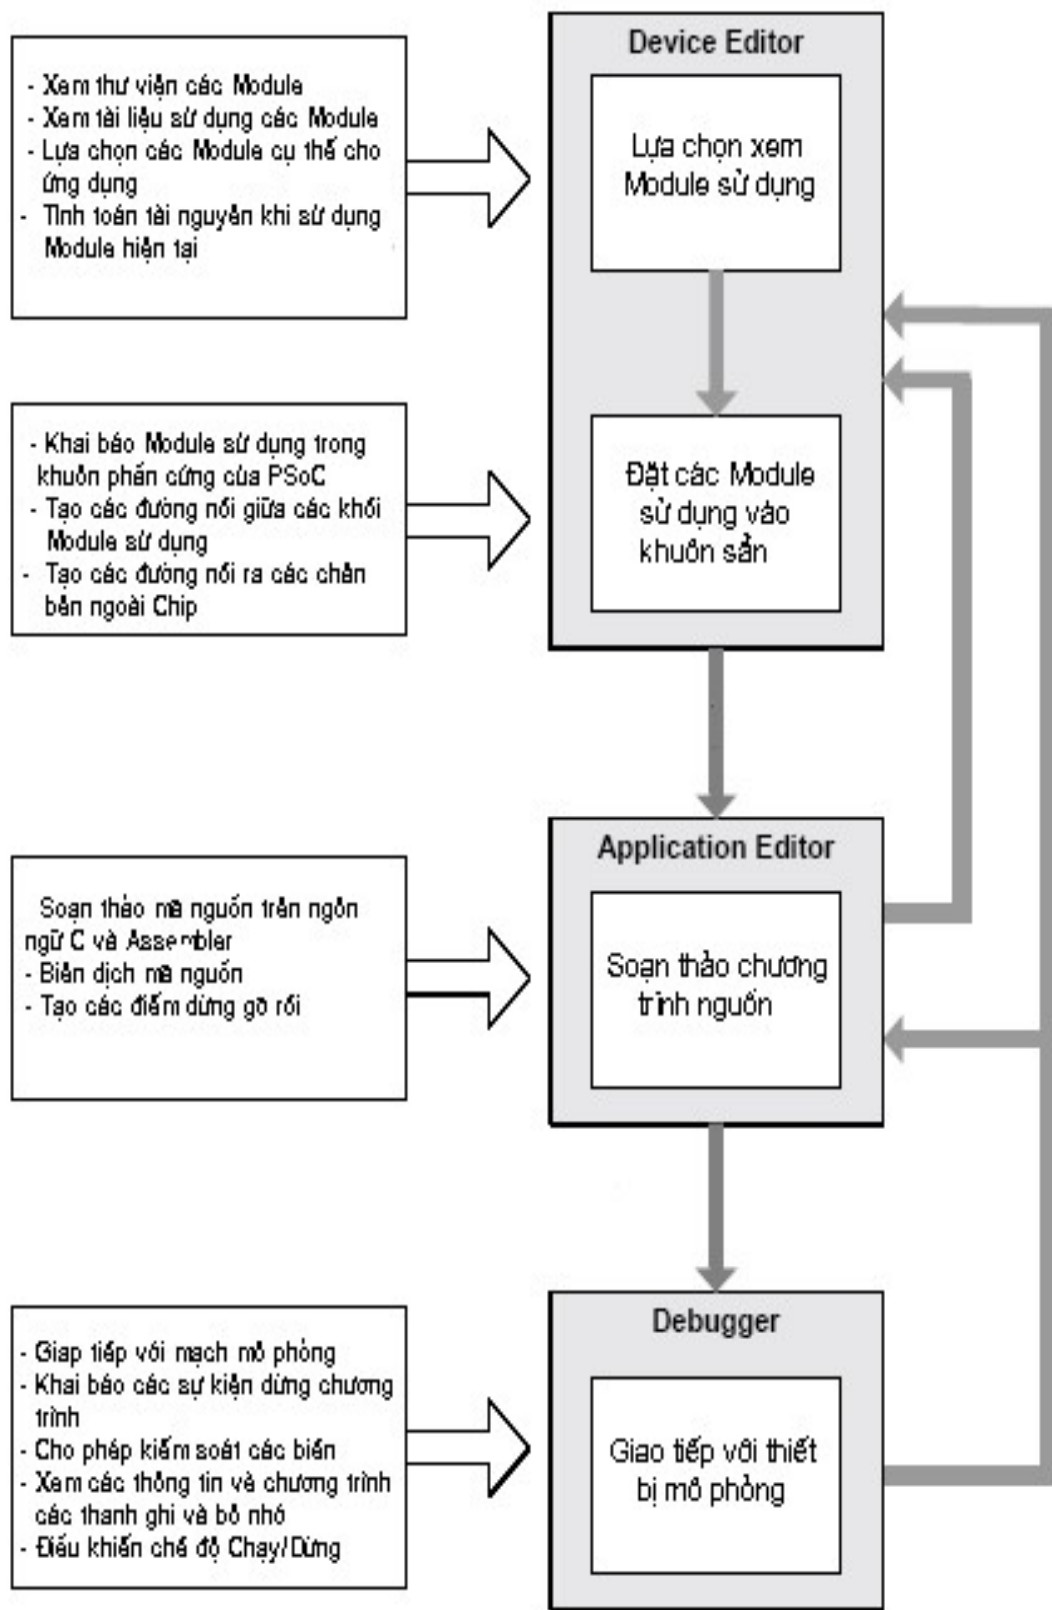 Device Editor
- Xem thư viện các Module
- Xem tài liệu sử dụng các Module
- Lựa chọn các Module cụ thể cho
ứng dụng
- Tính toán tài nguyên khi sử dụng
Module hiện tại
Lựa chọn xem
Module sử dụng
- Khai báo Module sử dụng trong
khuôn phần cứng của PSoC
- Tạo các đường nối giữa các khối
Module sử dụng
- Tạo các đường nối ra các chân
bên ngoài Chip
Đặt các Module
sử dụng vào
khuôn sẵn
Application Editor
Soạn thảo mã nguồn trên ngôn
ngữ C và Assembler
- Biên dịch mã nguồn
- Tạo các điểm dừng gỡ rối
Soạn thảo chương
trình nguồn
Debugger
- Giap tiếp với mạch mô phỏng
- Khai báo các sự kiện dừng chương
trình
- Cho phép kiểm soát các biến
- Xem các thông tin và chương trình
các thanh ghi và bô nhớ
- Điều khiển chế độ Chạy/Dừng
Giao tiếp với thiết
bị mô phỏng